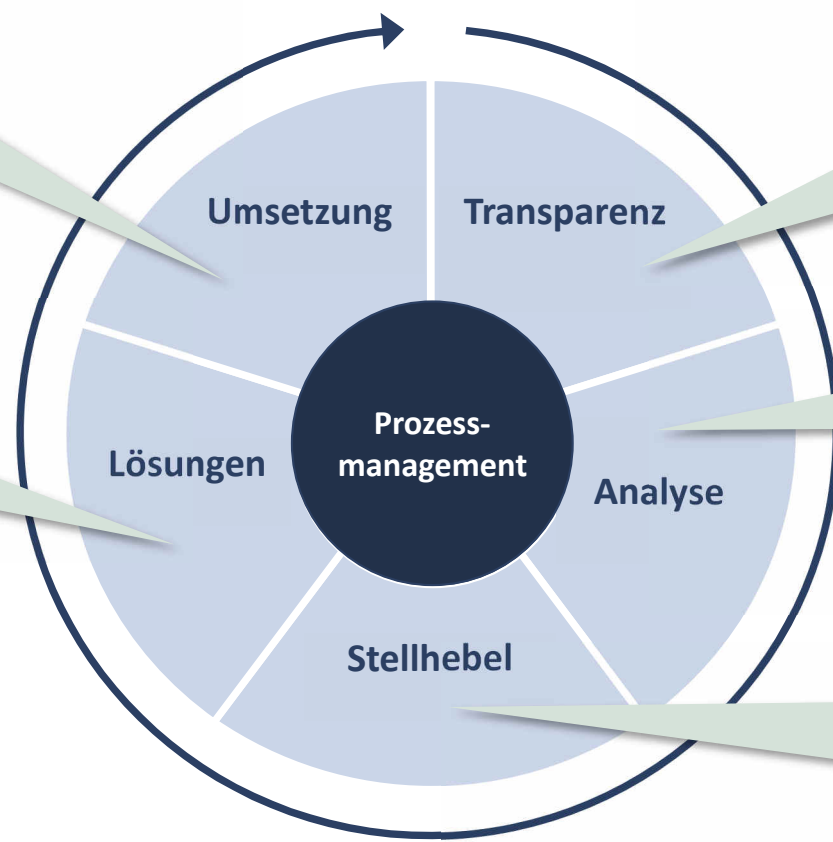 Umsetzung
Transparenz
Prozess-
management
Lösungen
Analyse
Stellhebel